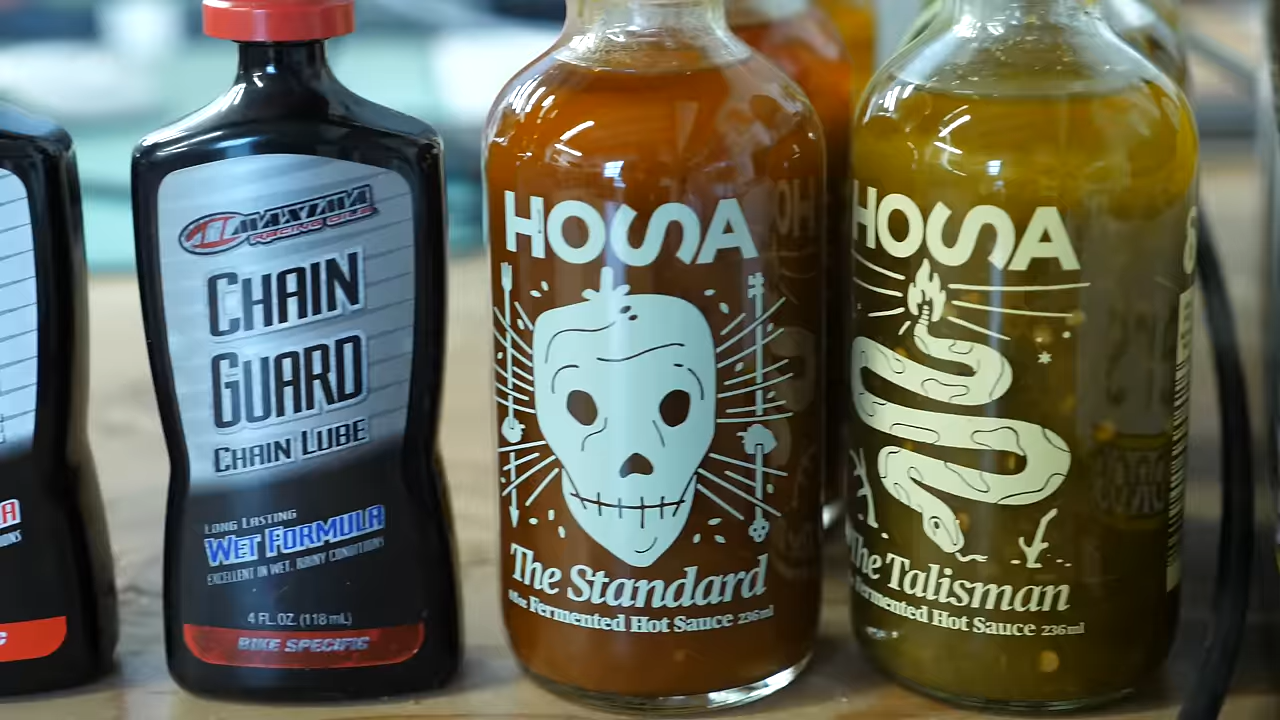 MAXIMA
RACING OILS
CHAIN
GUARD
CHAIN LUBE
LONG LASTING
WET FORMULA
EXCELLENT IN WET, RAINY CONDITIONS
4 FL.OZ. (118 mL)
BIKE SPECIFIC
HOSA
The Standard
Fermented Hot Sauce 236ml
HOSA
The Talisman
Fermented Hot Sauce 236ml